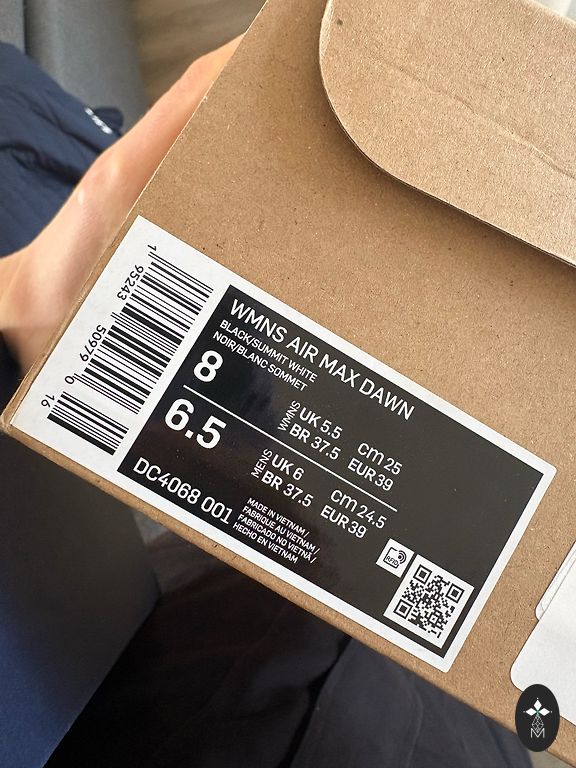 WMNS AIR MAX DAWN
BLACK/SUMMIT WHITE
NOIR/BLANC SOMMET
8
WMNS
UK 5.5
CM 25
BR 37.5
EUR 39
6.5
MENS
UK 6
CM 24.5
BR 37.5
EUR 39
DC4068 001
MADE IN VIETNAM /
FABRIQUE AU VIETNAM /
FABRICADO NO VIETNÃ /
HECHO EN VIETNAM
RFID
1 95243 50979 0 16
M